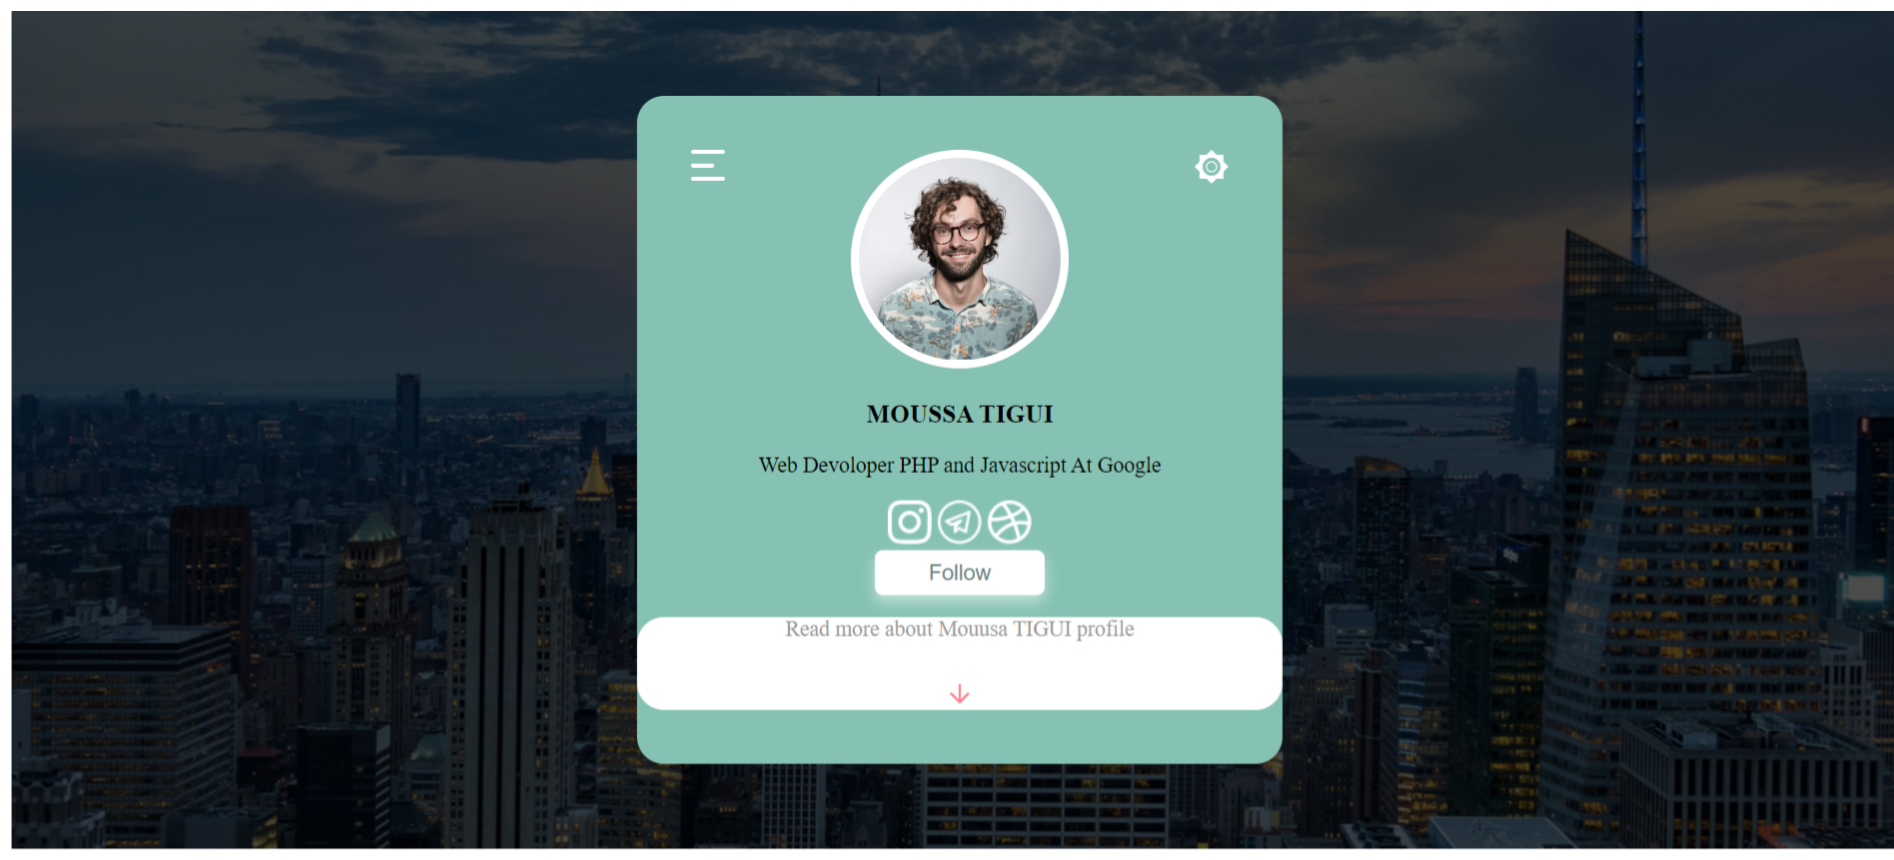 MOUSSA TIGUI
Web Devoloper PHP and Javascript At Google
Follow
Read more about Mouusa TIGUI profile